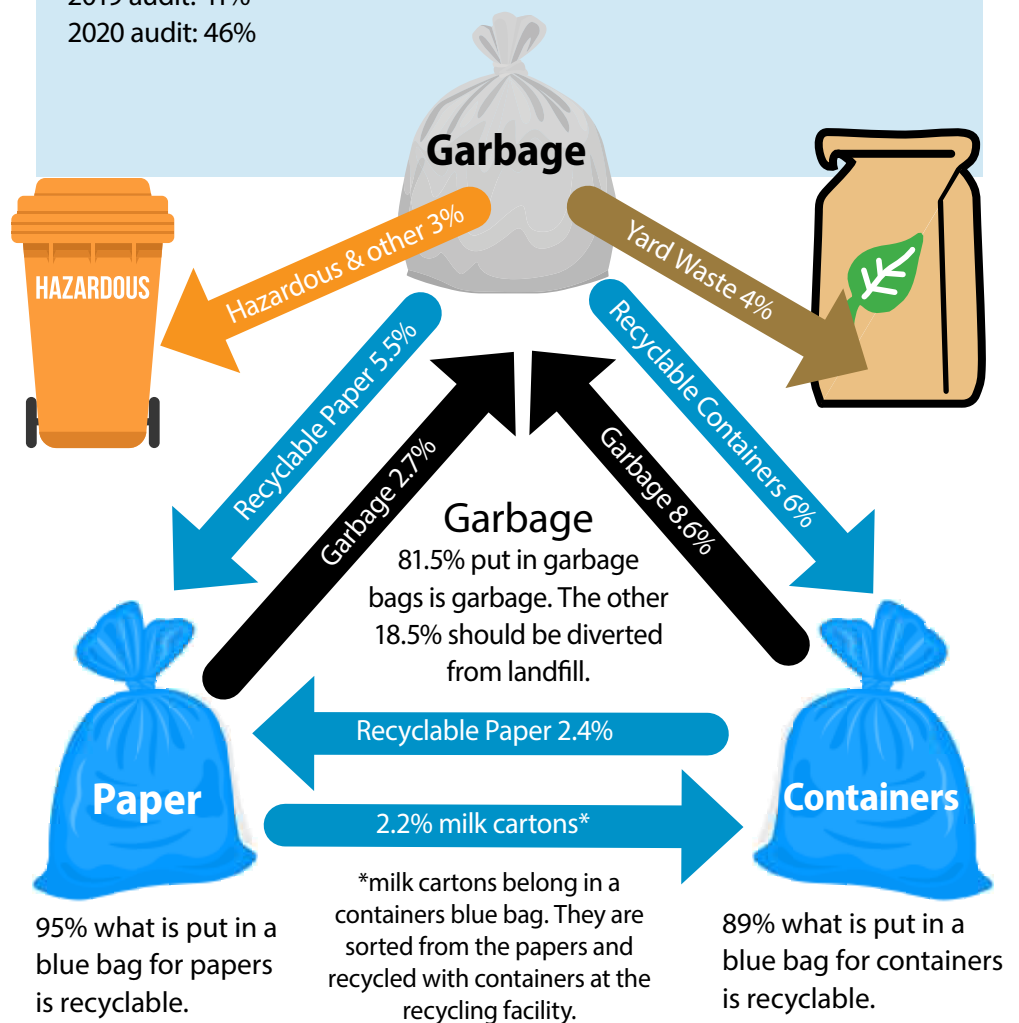 2020 audit: 46%
Garbage
HAZARDOUS
Hazardous & other 3%
Yard Waste 4%
Recyclable Paper 5.5%
Recyclable Containers 6%
Garbage 2.7%
Garbage 8.6%
Garbage
81.5% put in garbage
bags is garbage. The other
18.5% should be diverted
from landfill.
Recyclable Paper 2.4%
Paper
Containers
2.2% milk cartons*
*milk cartons belong in a
containers blue bag. They are
sorted from the papers and
recycled with containers at the
recycling facility.
95% what is put in a
blue bag for papers
is recyclable.
89% what is put in a
blue bag for containers
is recyclable.